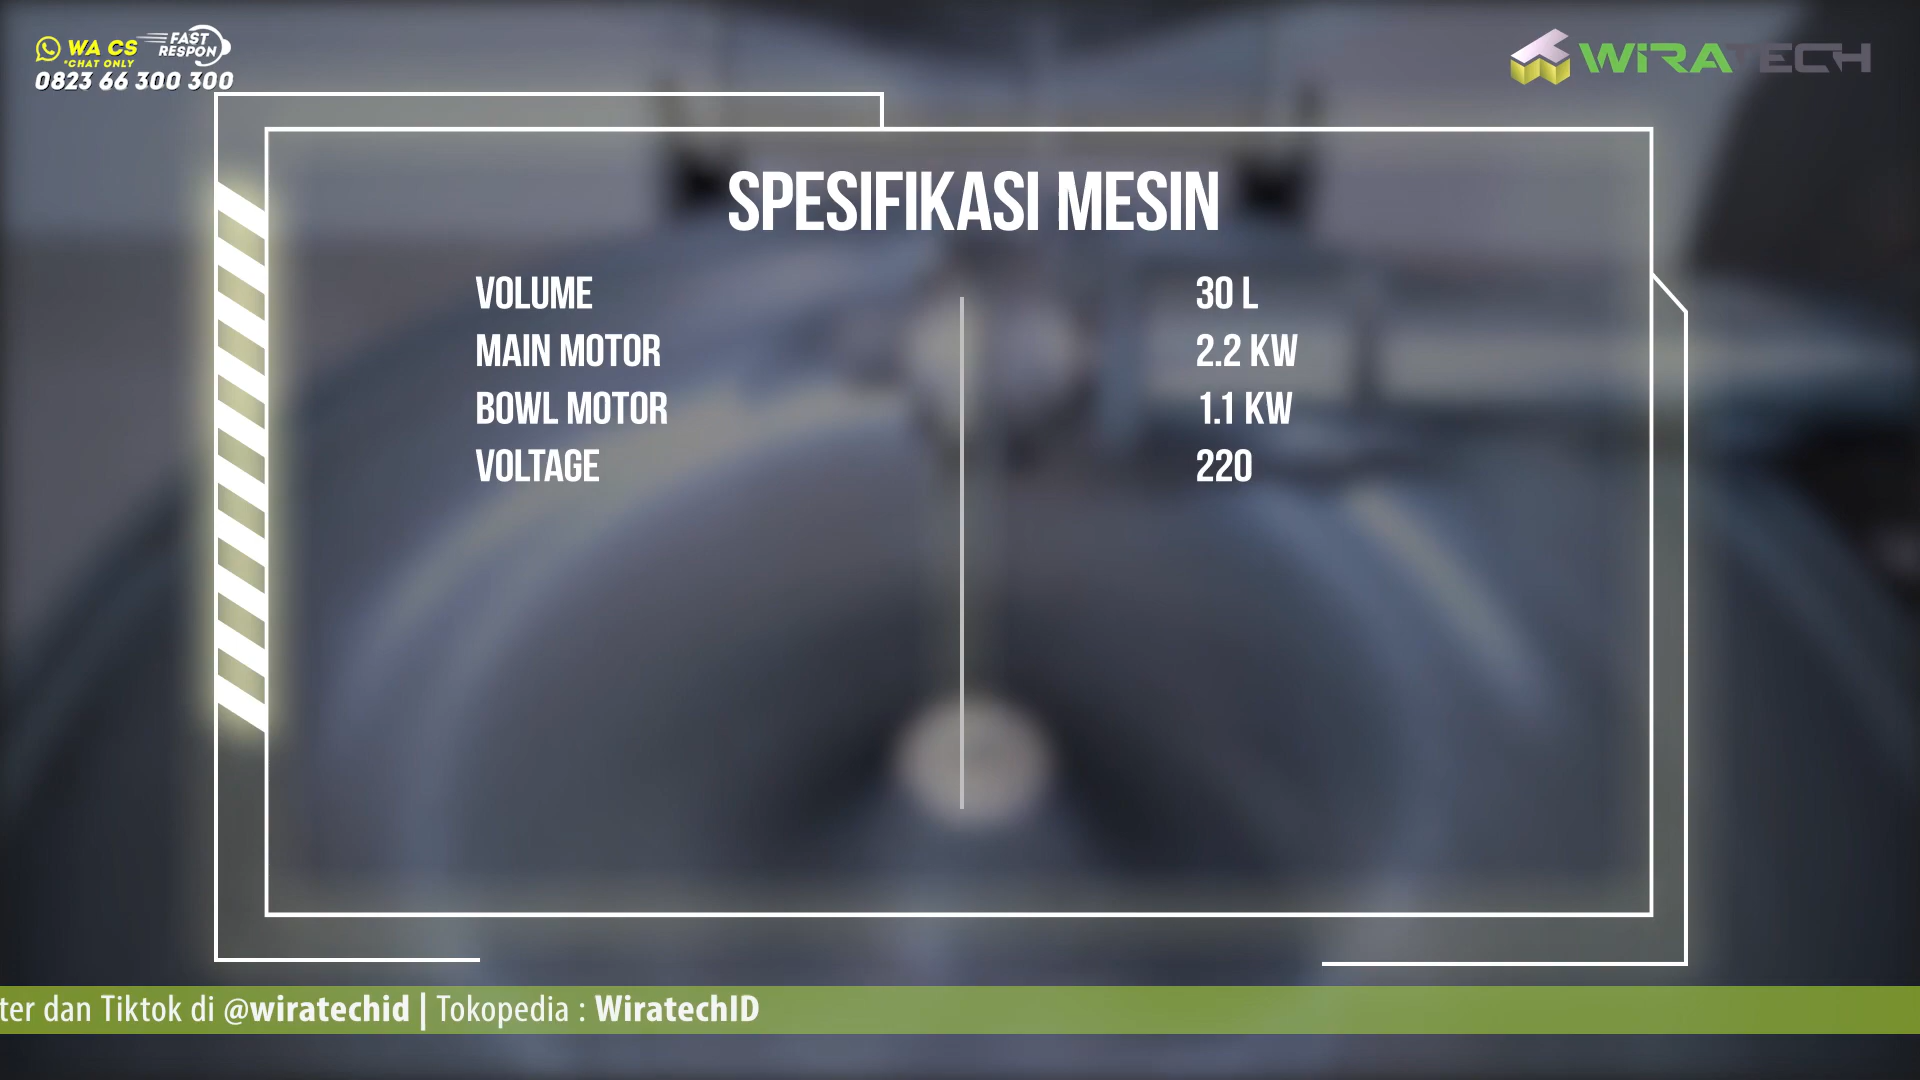 WA CS
*CHAT ONLY
FAST
RESPON
0823 66 300 300
WiRATECH
SPESIFIKASI MESIN
VOLUME 30 L
MAIN MOTOR 2.2 KW
BOWL MOTOR 1.1 KW
VOLTAGE 220
ter dan Tiktok di @wiratechid | Tokopedia : WiratechID